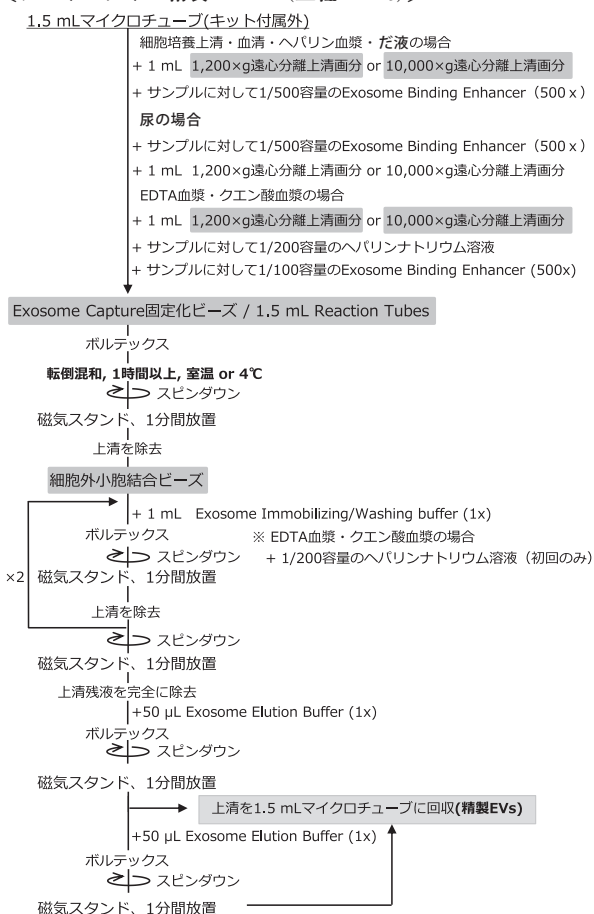 1.5 mLマイクロチューブ(キット付属外)
細胞培養上清・血清・ヘパリン血漿・だ液の場合
+ 1 mL 1,200×g遠心分離上清画分 or 10,000×g遠心分離上清画分
+ サンプルに対して1/500容量のExosome Binding Enhancer（500ｘ）
尿の場合
+ サンプルに対して1/500容量のExosome Binding Enhancer（500ｘ）
+ 1 mL 1,200×g遠心分離上清画分 or 10,000×g遠心分離上清画分
EDTA血漿・クエン酸血漿の場合
+ 1 mL 1,200×g遠心分離上清画分 or 10,000×g遠心分離上清画分
+ サンプルに対して1/200容量のヘパリンナトリウム溶液
+ サンプルに対して1/100容量のExosome Binding Enhancer (500x)
Exosome Capture固定化ビーズ / 1.5 mL Reaction Tubes
ボルテックス
転倒混和, 1時間以上, 室温 or 4℃
スピンダウン
磁気スタンド、1分間放置
上清を除去
細胞外小胞結合ビーズ
+ 1 mL Exosome Immobilizing/Washing buffer (1x)
ボルテックス
※ EDTA血漿・クエン酸血漿の場合
スピンダウン
+ 1/200容量のヘパリンナトリウム溶液（初回のみ）
×2
磁気スタンド、1分間放置
上清を除去
スピンダウン
磁気スタンド、1分間放置
上清残液を完全に除去
+50 μL Exosome Elution Buffer (1x)
ボルテックス
スピンダウン
磁気スタンド、1分間放置
上清を1.5 mLマイクロチューブに回収(精製EVs)
+50 μL Exosome Elution Buffer (1x)
ボルテックス
スピンダウン
磁気スタンド、1分間放置